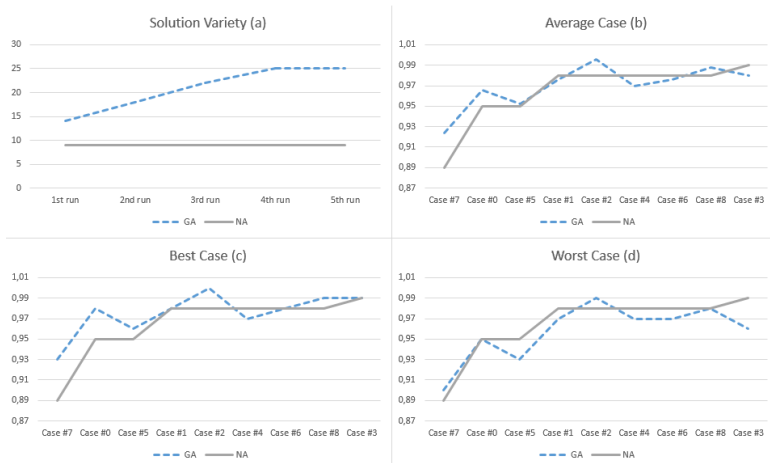 Solution Variety (a)
30
25
20
15
10
5
0
1st run 2nd run 3rd run 4th run 5th run
GA NA
Average Case (b)
1,01
0,99
0,97
0,95
0,93
0,91
0,89
0,87
Case #7 Case #0 Case #5 Case #1 Case #2 Case #4 Case #6 Case #8 Case #3
GA NA
Best Case (c)
1,01
0,99
0,97
0,95
0,93
0,91
0,89
0,87
Case #7 Case #0 Case #5 Case #1 Case #2 Case #4 Case #6 Case #8 Case #3
GA NA
Worst Case (d)
1,01
0,99
0,97
0,95
0,93
0,91
0,89
0,87
Case #7 Case #0 Case #5 Case #1 Case #2 Case #4 Case #6 Case #8 Case #3
GA NA